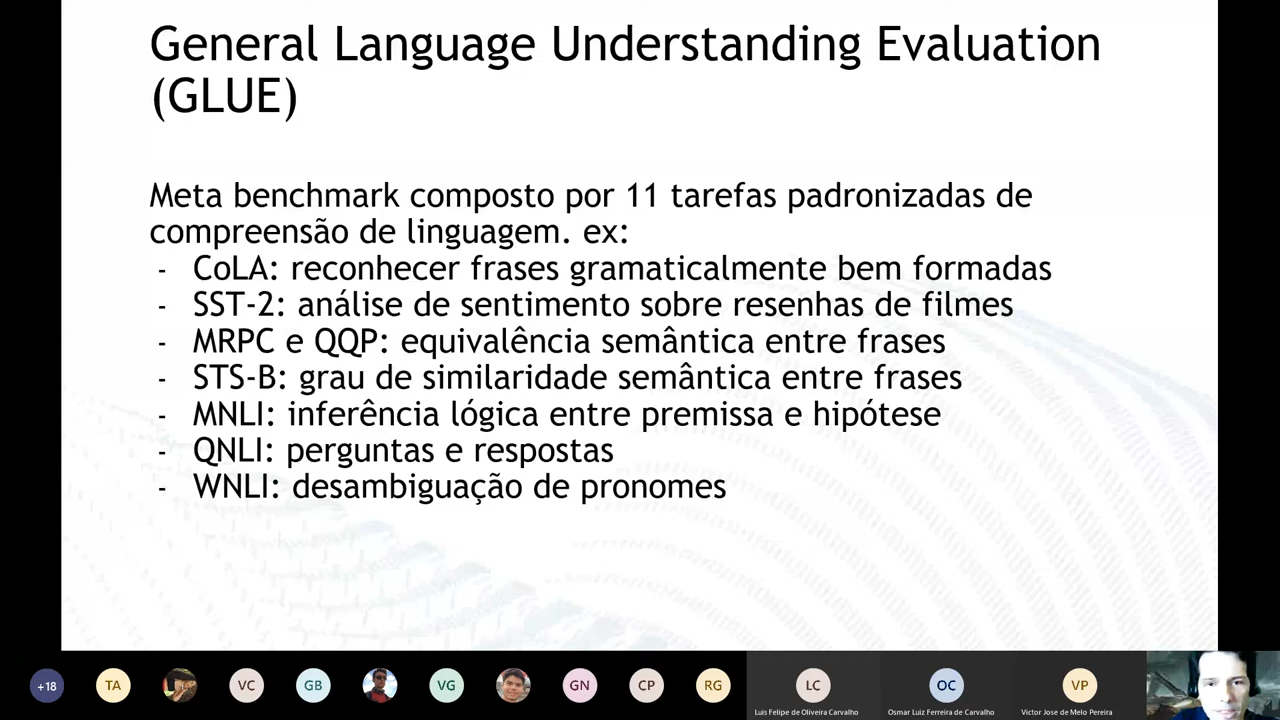 General Language Understanding Evaluation
(GLUE)
Meta benchmark composto por 11 tarefas padronizadas de
compreensão de linguagem. ex:
- CoLA: reconhecer frases gramaticalmente bem formadas
- SST-2: análise de sentimento sobre resenhas de filmes
- MRPC e QQP: equivalência semântica entre frases
- STS-B: grau de similaridade semântica entre frases
- MNLI: inferência lógica entre premissa e hipótese
- QNLI: perguntas e respostas
- WNLI: desambiguação de pronomes
+18 TA VC GB VG GN CP RG LC OC VP
Luis Felipe de Oliveira Carvalho Osmar Luiz Ferreira de Carvalho Victor Jose de Melo Pereira